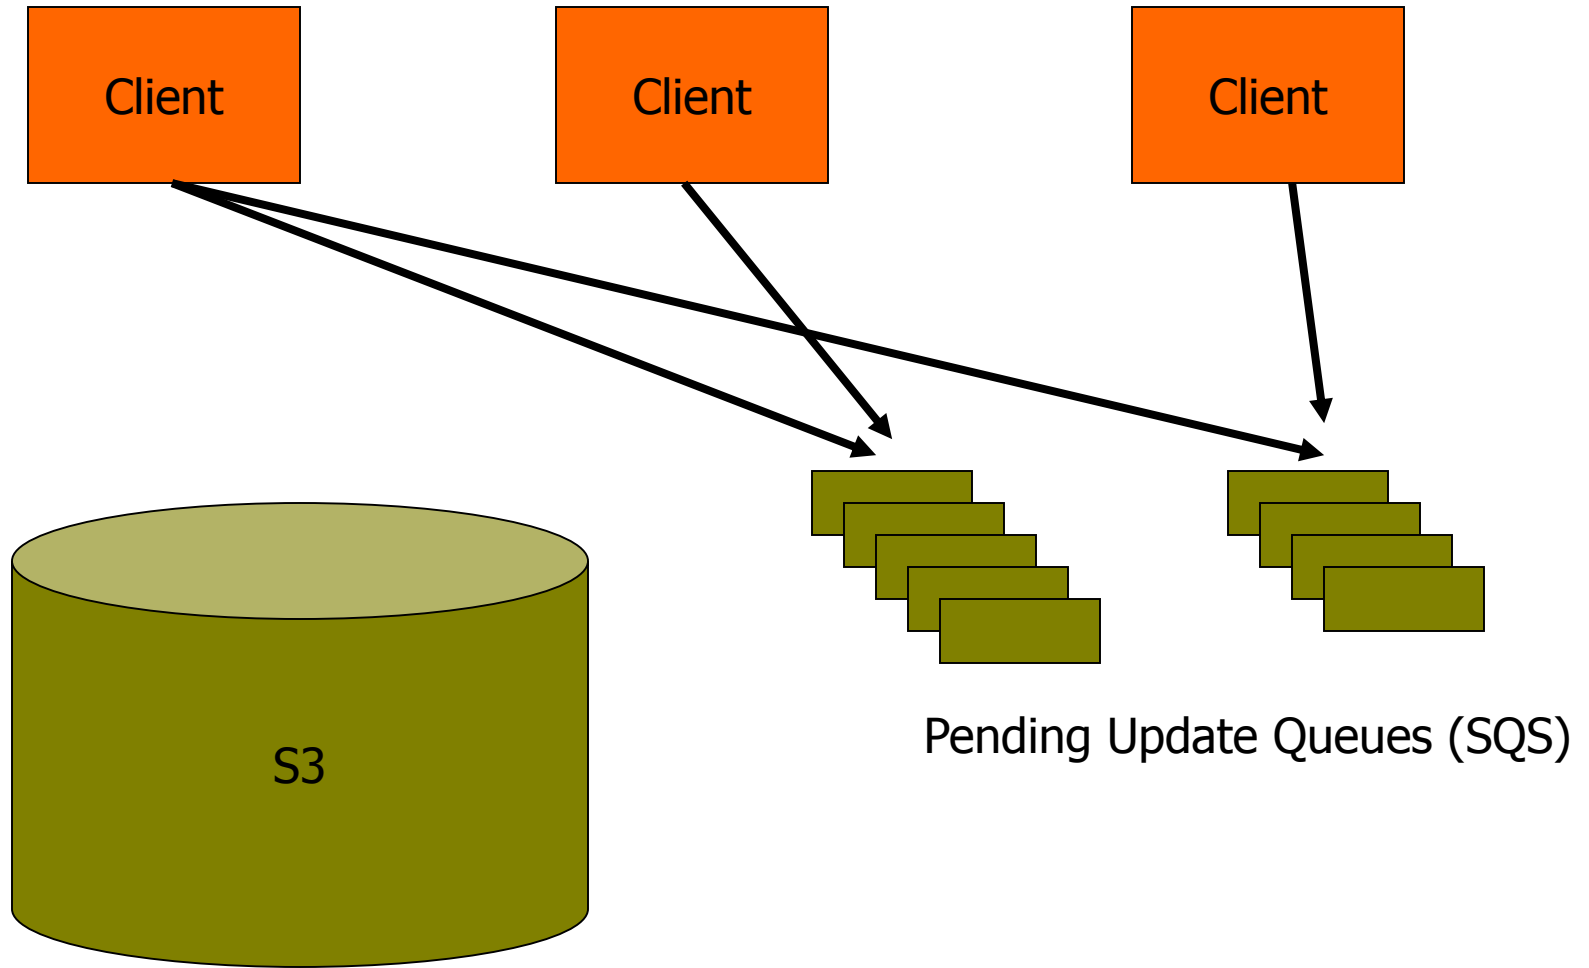 Client
Client
Client
Pending Update Queues (SQS)
S3